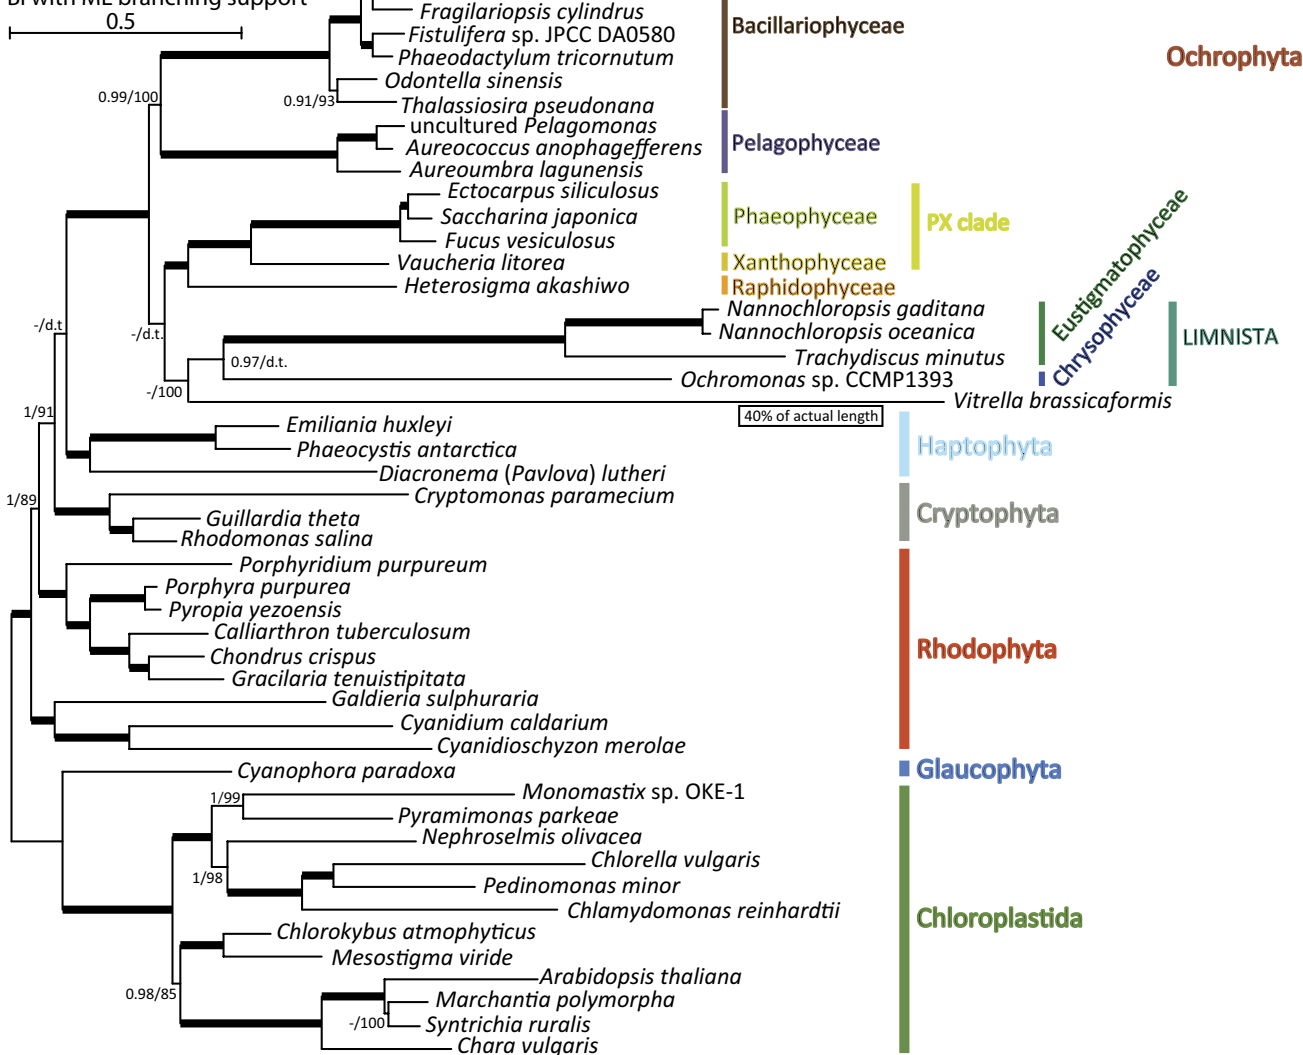 BI with ML branching support
0.5
Fragilariopsis cylindrus
Fistulifera sp. JPCC DA0580
Phaeodactylum tricornutum
Odontella sinensis
Thalassiosira pseudonana
0.99/100
0.91/93
Bacillariophyceae
Ochrophyta
uncultured Pelagomonas
Aureococcus anophagefferens
Aureoumbra lagunensis
Pelagophyceae
Ectocarpus siliculosus
Saccharina japonica
Fucus vesiculosus
Phaeophyceae
PX clade
Vaucheria litorea
Xanthophyceae
Heterosigma akashiwo
Raphidophyceae
Nannochloropsis gaditana
Nannochloropsis oceanica
Trachydiscus minutus
Eustigmatophyceae
Ochromonas sp. CCMP1393
Chrysophyceae
LIMNISTA
-/d.t
-/d.t.
0.97/d.t.
-/100
Vitrella brassicaformis
40% of actual length
1/91
Emiliania huxleyi
Phaeocystis antarctica
Diacronema (Pavlova) lutheri
Haptophyta
1/89
Cryptomonas paramecium
Guillardia theta
Rhodomonas salina
Cryptophyta
Porphyridium purpureum
Porphyra purpurea
Pyropia yezoensis
Calliarthron tuberculosum
Chondrus crispus
Gracilaria tenuistipitata
Galdieria sulphuraria
Cyanidium caldarium
Cyanidioschyzon merolae
Rhodophyta
Cyanophora paradoxa
Glaucophyta
1/99
Monomastix sp. OKE-1
Pyramimonas parkeae
Nephroselmis olivacea
1/98
Chlorella vulgaris
Pedinomonas minor
Chlamydomonas reinhardtii
Chloroplastida
Chlorokybus atmophyticus
Mesostigma viride
0.98/85
Arabidopsis thaliana
Marchantia polymorpha
-/100
Syntrichia ruralis
Chara vulgaris